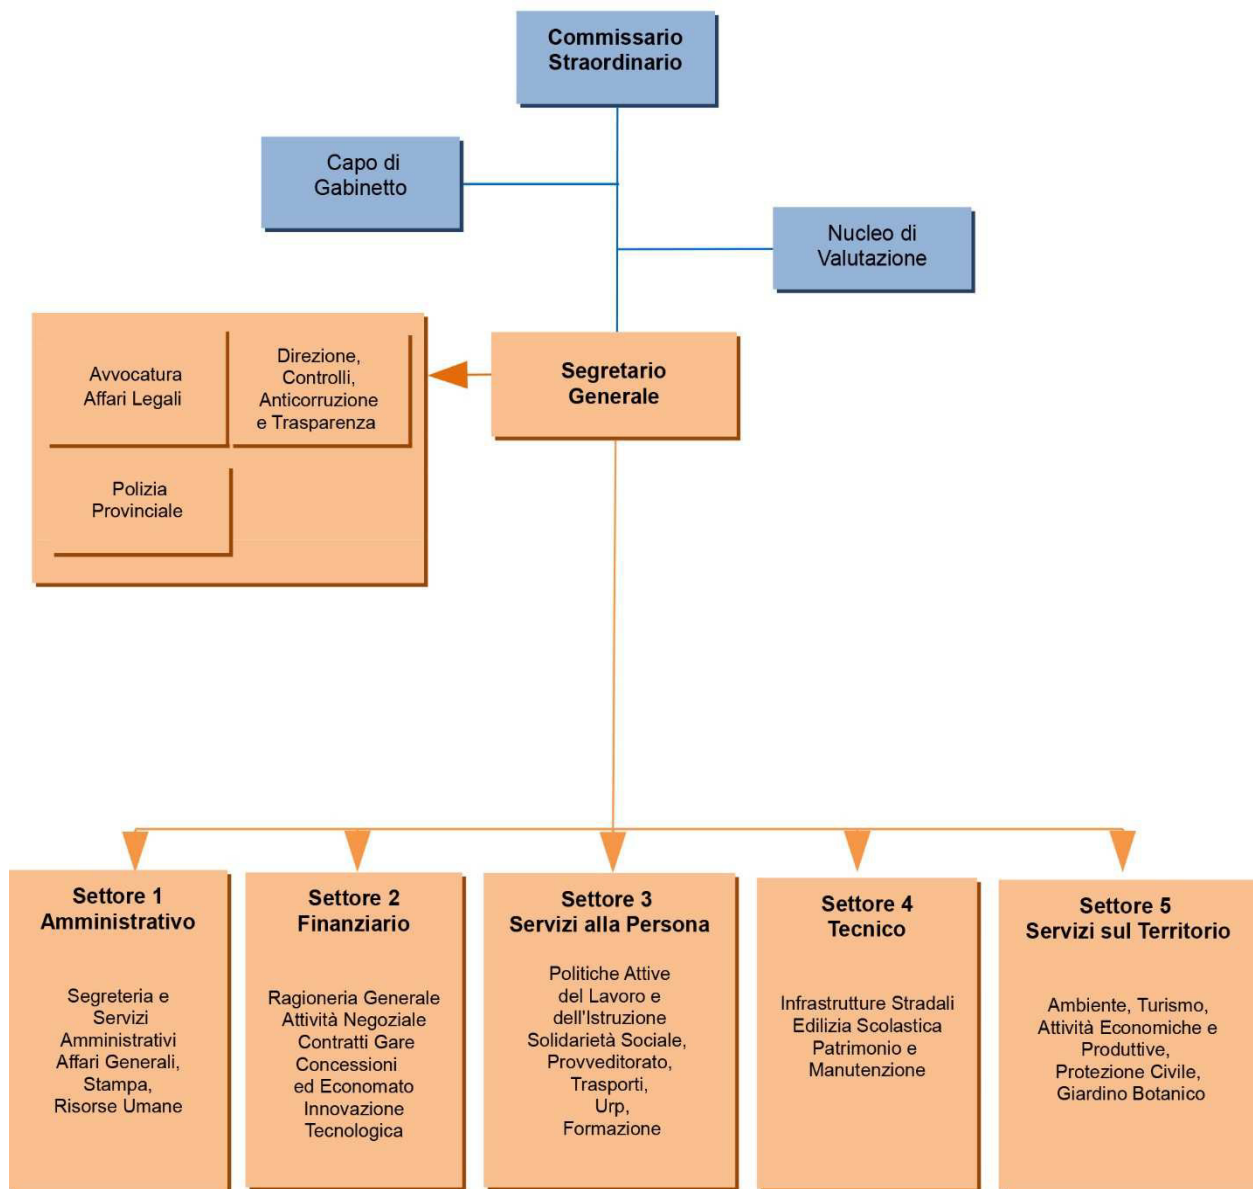 Commissario
Straordinario
Capo di
Gabinetto
Nucleo di
Valutazione
Segretario
Generale
Avvocatura
Affari Legali
Direzione,
Controlli,
Anticorruzione
e Trasparenza
Polizia
Provinciale
Settore 1
Amministrativo
Segreteria e
Servizi
Amministrativi
Affari Generali,
Stampa,
Risorse Umane
Settore 2
Finanziario
Ragioneria Generale
Attività Negoziale
Contratti Gare
Concessioni
ed Economato
Innovazione
Tecnologica
Settore 3
Servizi alla Persona
Politiche Attive
del Lavoro e
dell'Istruzione
Solidarietà Sociale,
Provveditorato,
Trasporti,
Urp,
Formazione
Settore 4
Tecnico
Infrastrutture Stradali
Edilizia Scolastica
Patrimonio e
Manutenzione
Settore 5
Servizi sul Territorio
Ambiente, Turismo,
Attività Economiche e
Produttive,
Protezione Civile,
Giardino Botanico